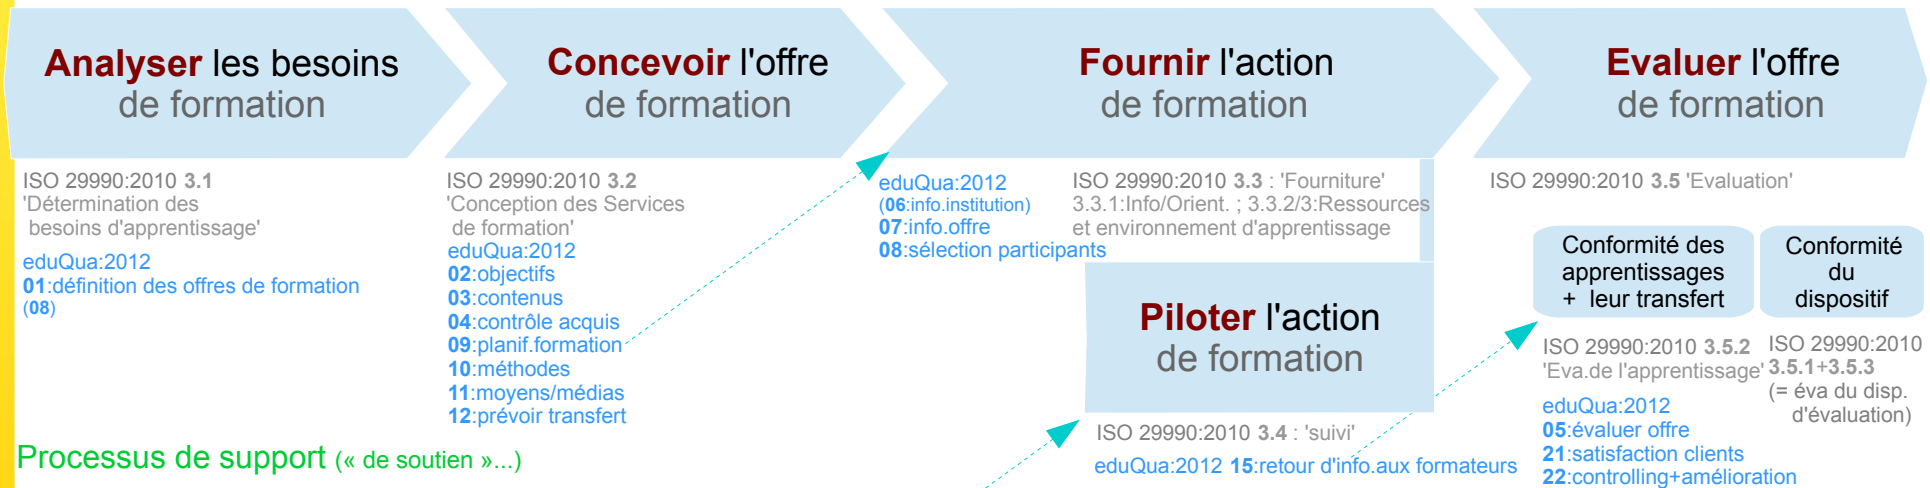 Analyser les besoins
de formation
Concevoir l'offre
de formation
Fournir l'action
de formation
Evaluer l'offre
de formation
ISO 29990:2010 3.1
'Détermination des
besoins d'apprentissage'
eduQua:2012
01:définition des offres de formation
(08)
ISO 29990:2010 3.2
'Conception des Services
de formation'
eduQua:2012
02:objectifs
03:contenus
04:contrôle acquis
09:planif.formation
10:méthodes
11:moyens/médias
12:prévoir transfert
eduQua:2012
(06:info.institution)
07:info.offre
08:sélection participants
ISO 29990:2010 3.3 : 'Fourniture'
3.3.1:Info/Orient. ; 3.3.2/3:Ressources
et environnement d'apprentissage
Piloter l'action
de formation
ISO 29990:2010 3.4 : 'suivi'
eduQua:2012 15:retour d'info.aux formateurs
ISO 29990:2010 3.5 'Evaluation'
Conformité des
apprentissages
+ leur transfert
Conformité
du
dispositif
ISO 29990:2010 3.5.2
'Eva.de l'apprentissage'
eduQua:2012
05:évaluer offre
21:satisfaction clients
22:controlling+amélioration
ISO 29990:2010
3.5.1+3.5.3
(= éva du disp.
d'évaluation)
Processus de support (« de soutien »...)